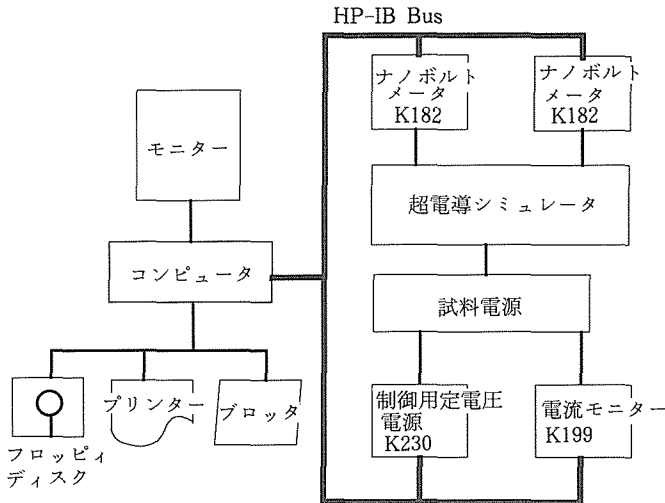 HP-IB Bus
ナノボルト
メータ
K182
ナノボルト
メータ
K182
モニター
超電導シミュレータ
コンピュータ
試料電源
制御用定電圧
電源
K230
電流モニター
K199
プリンター
ブロッタ
フロッピィ
ディスク